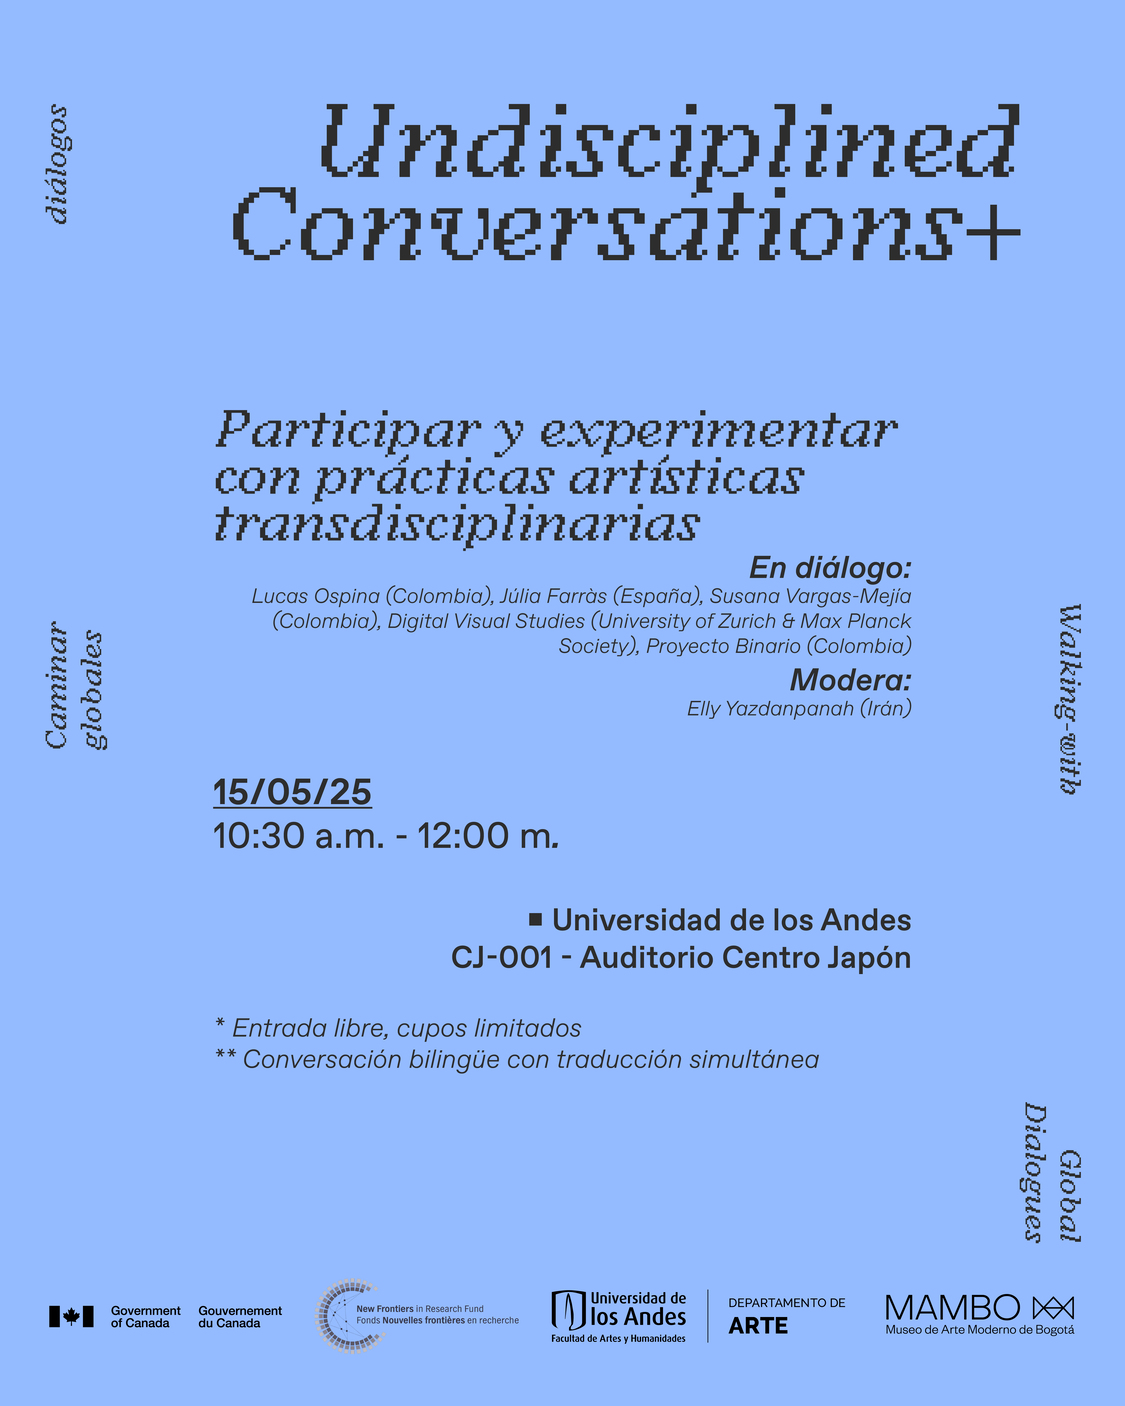 diálogos
Undisciplined
Conversations+
Participar y experimentar
con prácticas artísticas
transdisciplinarias
En diálogo:
Lucas Ospina (Colombia), Júlia Farràs (España), Susana Vargas-Mejía
(Colombia), Digital Visual Studies (University of Zurich & Max Planck
Society), Proyecto Binario (Colombia)
Modera:
Elly Yazdanpanah (Irán)
Caminar
globales
Walking-with
15/05/25
10:30 a.m. - 12:00 m.
Universidad de los Andes
CJ-001 - Auditorio Centro Japón
* Entrada libre, cupos limitados
** Conversación bilingüe con traducción simultánea
Global
Dialogues
Government
of Canada
Gouvernement
du Canada
New Frontiers in Research Fund
Fonds Nouvelles frontières en recherche
Universidad de
los Andes
Facultad de Artes y Humanidades
DEPARTAMENTO DE
ARTE
MAMBO
Museo de Arte Moderno de Bogotá